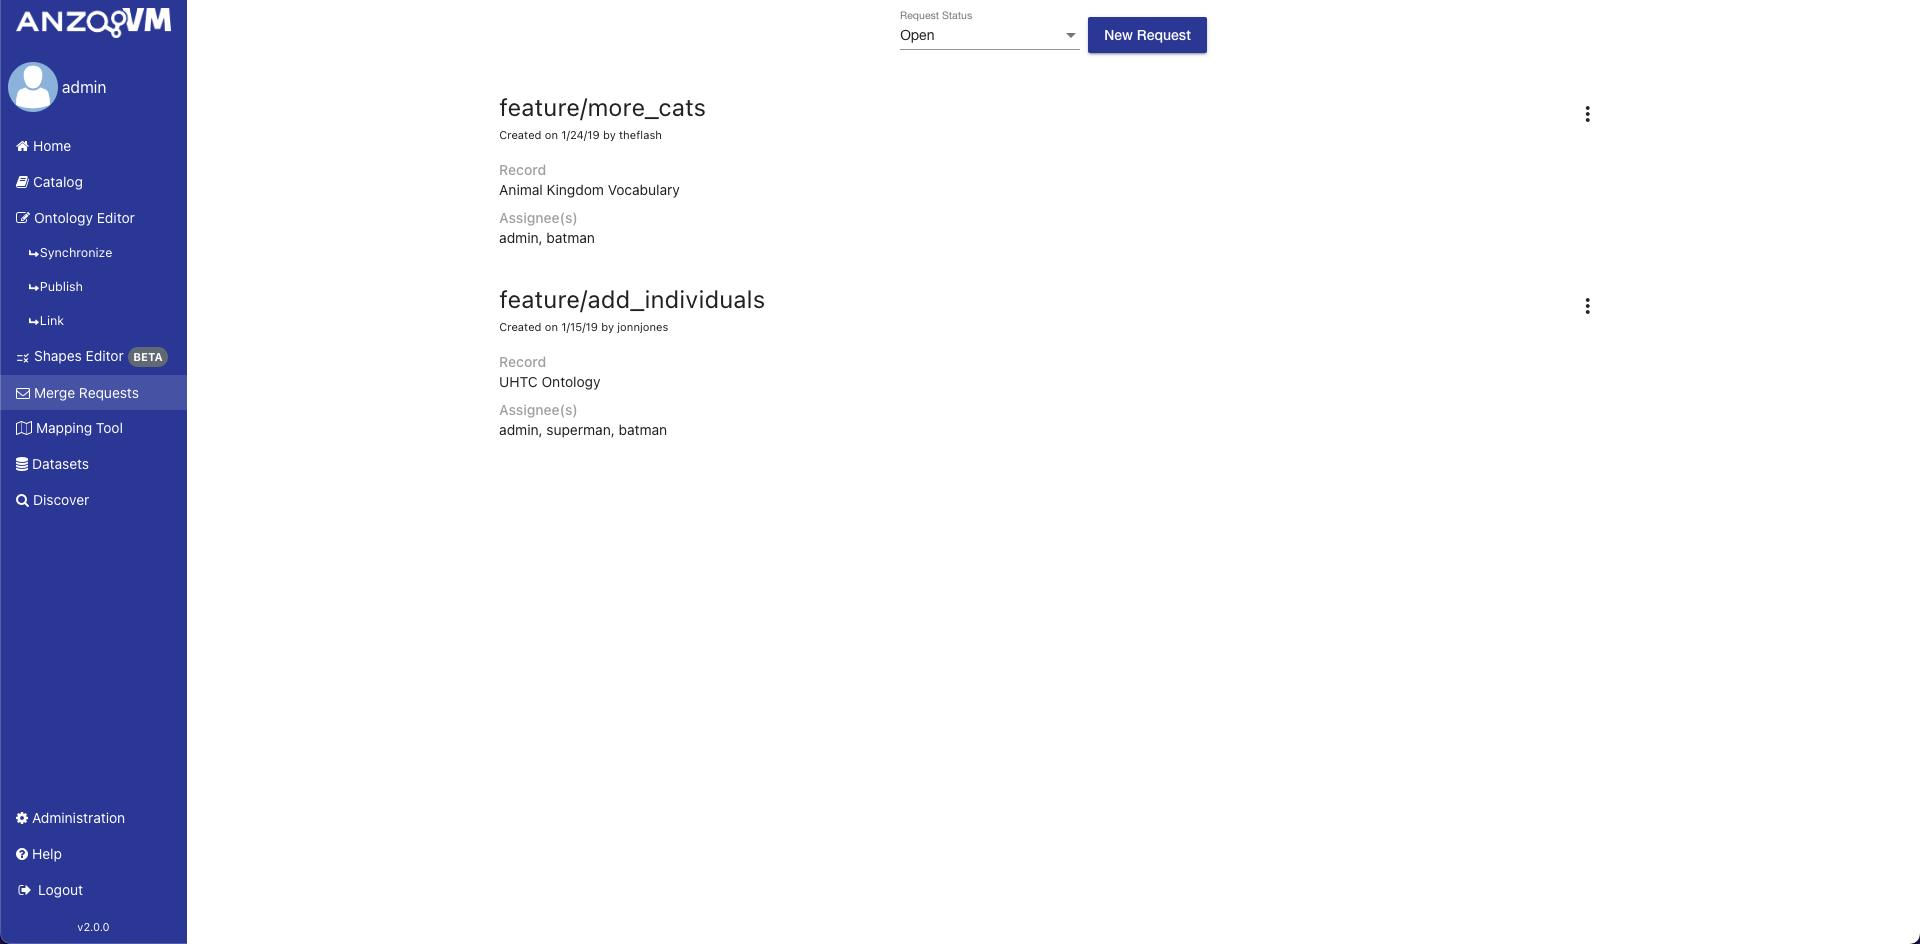 ANZOVM
admin
Home
Catalog
Ontology Editor
Synchronize
Publish
Link
Shapes Editor BETA
Merge Requests
Mapping Tool
Datasets
Discover
Administration
Help
Logout
v2.0.0
Request Status
Open
New Request
feature/more_cats
Created on 1/24/19 by theflash
Record
Animal Kingdom Vocabulary
Assignee(s)
admin, batman
feature/add_individuals
Created on 1/15/19 by jonnjones
Record
UHTC Ontology
Assignee(s)
admin, superman, batman